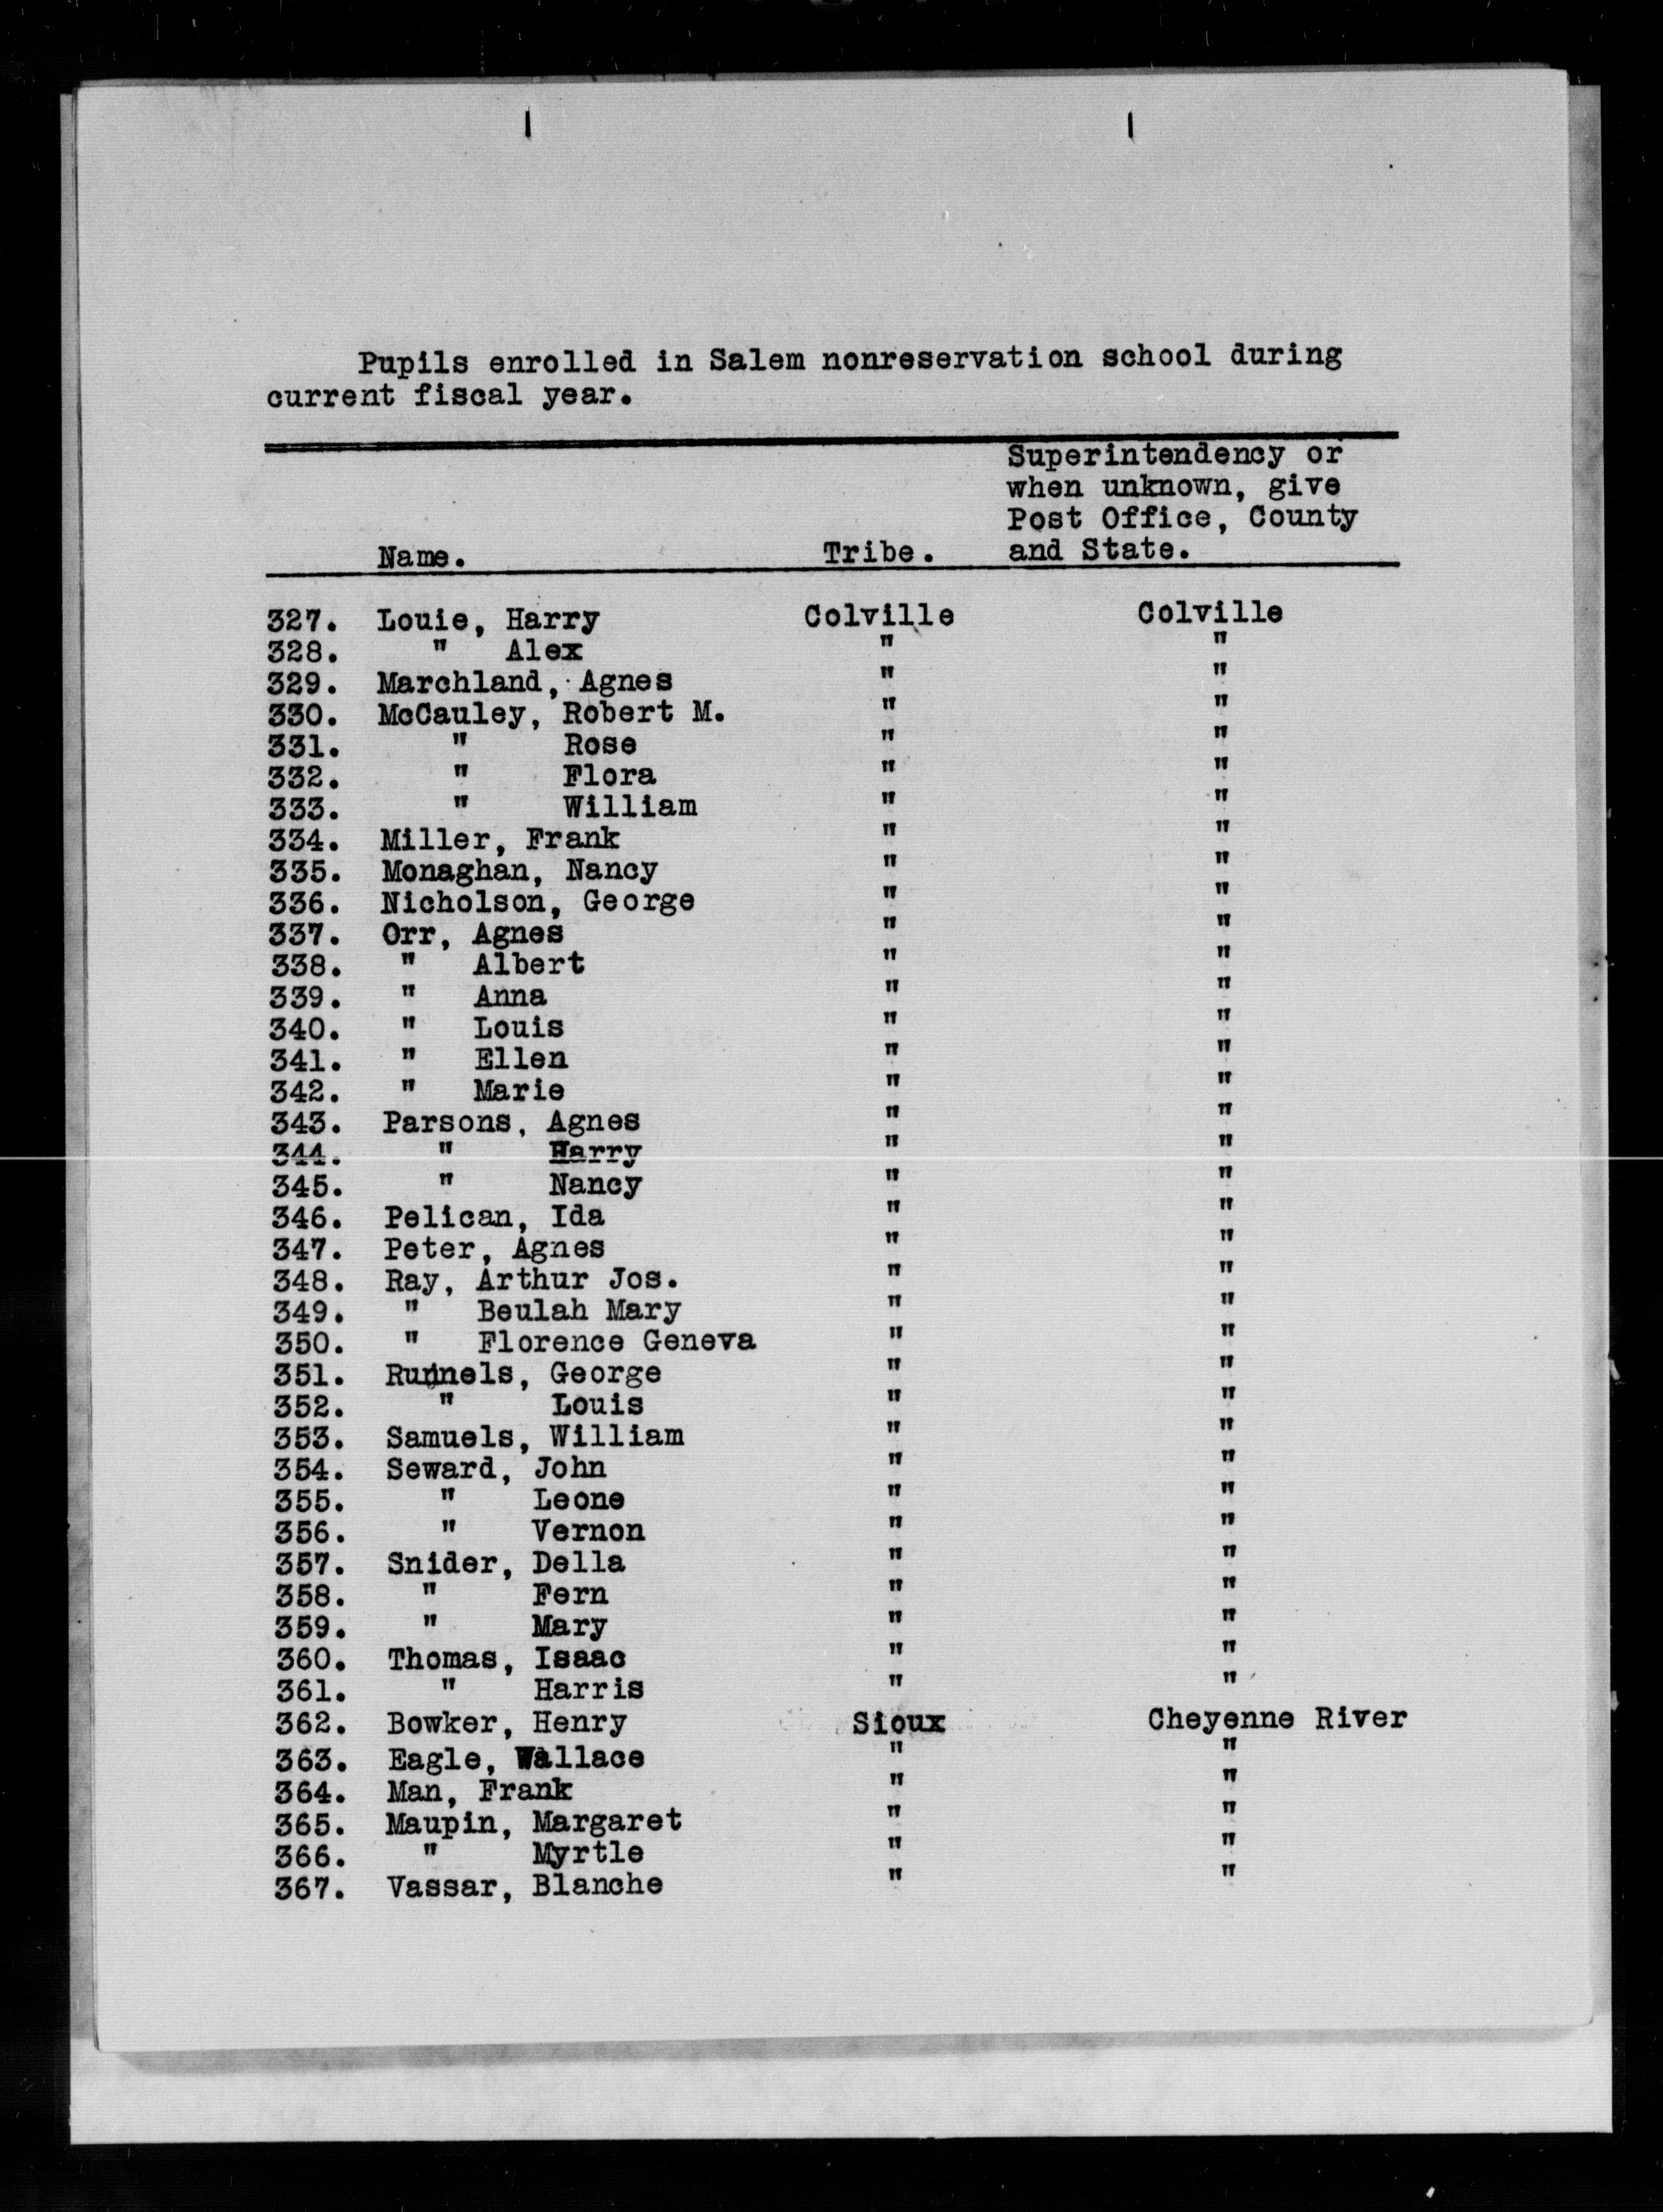 Pupils enrolled in Salem nonreservation school during
current fiscal year.
Superintendency or
when unknown, give
Post Office, County
Name. Tribe. and State.
327. Louie, Harry Colville Colville
328. " Alex " "
329. Marchland, Agnes " "
330. McCauley, Robert M. " "
331. " Rose " "
332. " Flora " "
333. " William " "
334. Miller, Frank " "
335. Monaghan, Nancy " "
336. Nicholson, George " "
337. Orr, Agnes " "
338. " Albert " "
339. " Anna " "
340. " Louis " "
341. " Ellen " "
342. " Marie " "
343. Parsons, Agnes " "
344. " Harry " "
345. " Nancy " "
346. Pelican, Ida " "
347. Peter, Agnes " "
348. Ray, Arthur Jos. " "
349. " Beulah Mary " "
350. " Florence Geneva " "
351. Runnels, George " "
352. " Louis " "
353. Samuels, William " "
354. Seward, John " "
355. " Leone " "
356. " Vernon " "
357. Snider, Della " "
358. " Fern " "
359. " Mary " "
360. Thomas, Isaac " "
361. " Harris " "
362. Bowker, Henry Sioux Cheyenne River
363. Eagle, Wallace " "
364. Man, Frank " "
365. Maupin, Margaret " "
366. " Myrtle " "
367. Vassar, Blanche " "